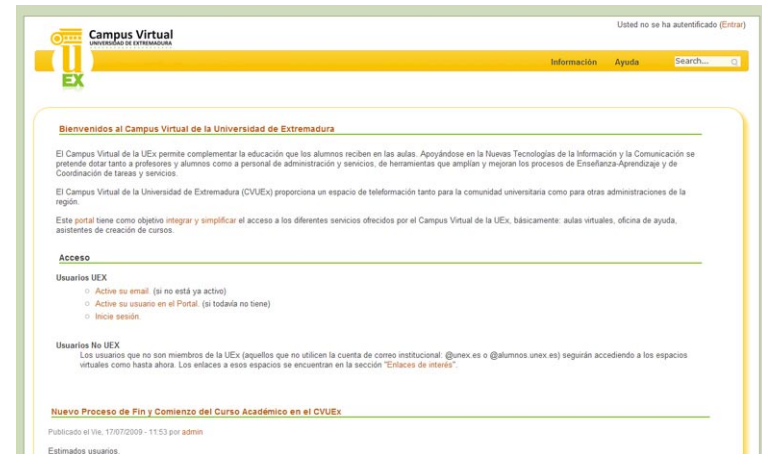 Usted no se ha autentificado (Entrar)
Campus Virtual
UNIVERSIDAD DE EXTREMADURA
u
EX
Información Ayuda Search...
Bienvenidos al Campus Virtual de la Universidad de Extremadura
El Campus Virtual de la UEx permite complementar la educación que los alumnos reciben en las aulas. Apoyándose en la Nuevas Tecnologías de la Información y la Comunicación se
pretende dotar tanto a profesores y alumnos como a personal de administración y servicios, de herramientas que amplían y mejoran los procesos de Enseñanza-Aprendizaje y de
Coordinación de tareas y servicios.
El Campus Virtual de la Universidad de Extremadura (CVUEx) proporciona un espacio de teleformación tanto para la comunidad universitaria como para otras administraciones de la
región.
Este portal tiene como objetivo integrar y simplificar el acceso a los diferentes servicios ofrecidos por el Campus Virtual de la UEx, básicamente: aulas virtuales, oficina de ayuda,
asistentes de creación de cursos.
Acceso
Usuarios UEX
Active su email. (si no está ya activo)
Active su usuario en el Portal. (si todavía no tiene)
Inicie sesión.
Usuarios No UEX
Los usuarios que no son miembros de la UEx (aquellos que no utilicen la cuenta de correo institucional: @unex.es o @alumnos.unex.es) seguirán accediendo a los espacios
virtuales como hasta ahora. Los enlaces a esos espacios se encuentran en la sección "Enlaces de interés".
Nuevo Proceso de Fin y Comienzo del Curso Académico en el CVUEx
Publicado el Vie, 17/07/2009 - 11:53 por admin
Estimados usuarios.